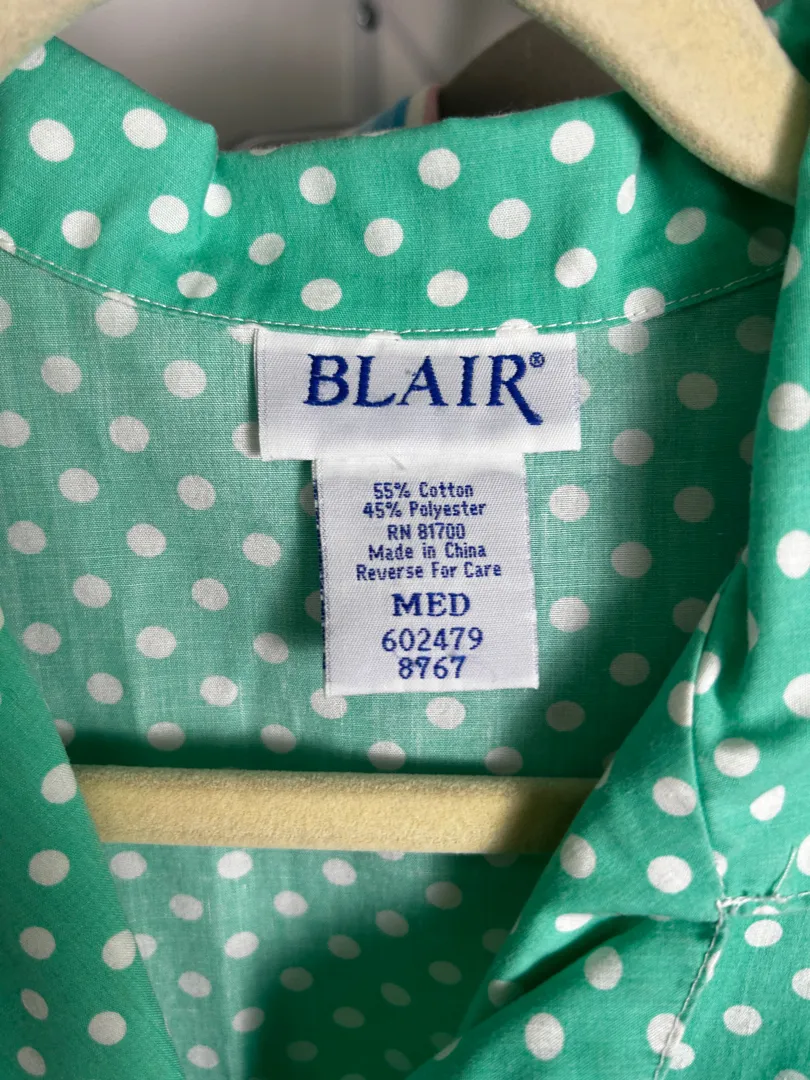 BLAIR®
55% Cotton
45% Polyester
RN 81700
Made in China
Reverse For Care
MED
602479
8767